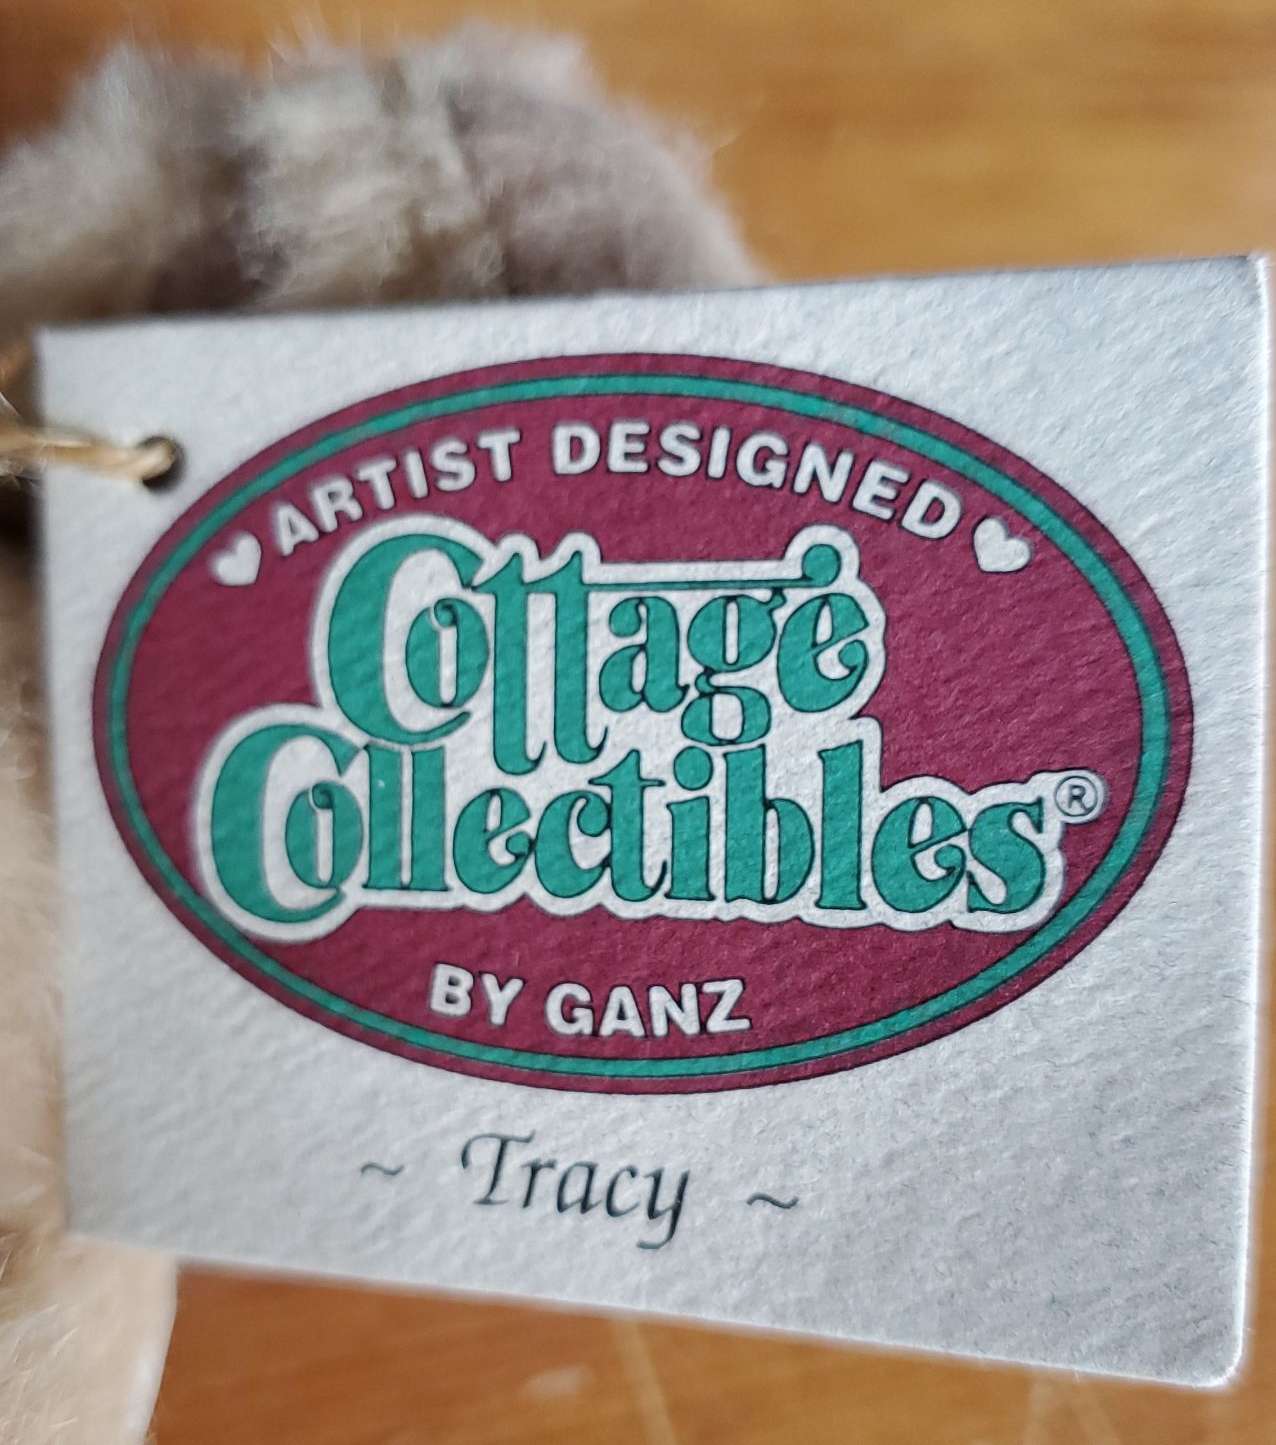 ARTIST DESIGNED
Cottage
Collectibles®
BY GANZ
~ Tracy ~